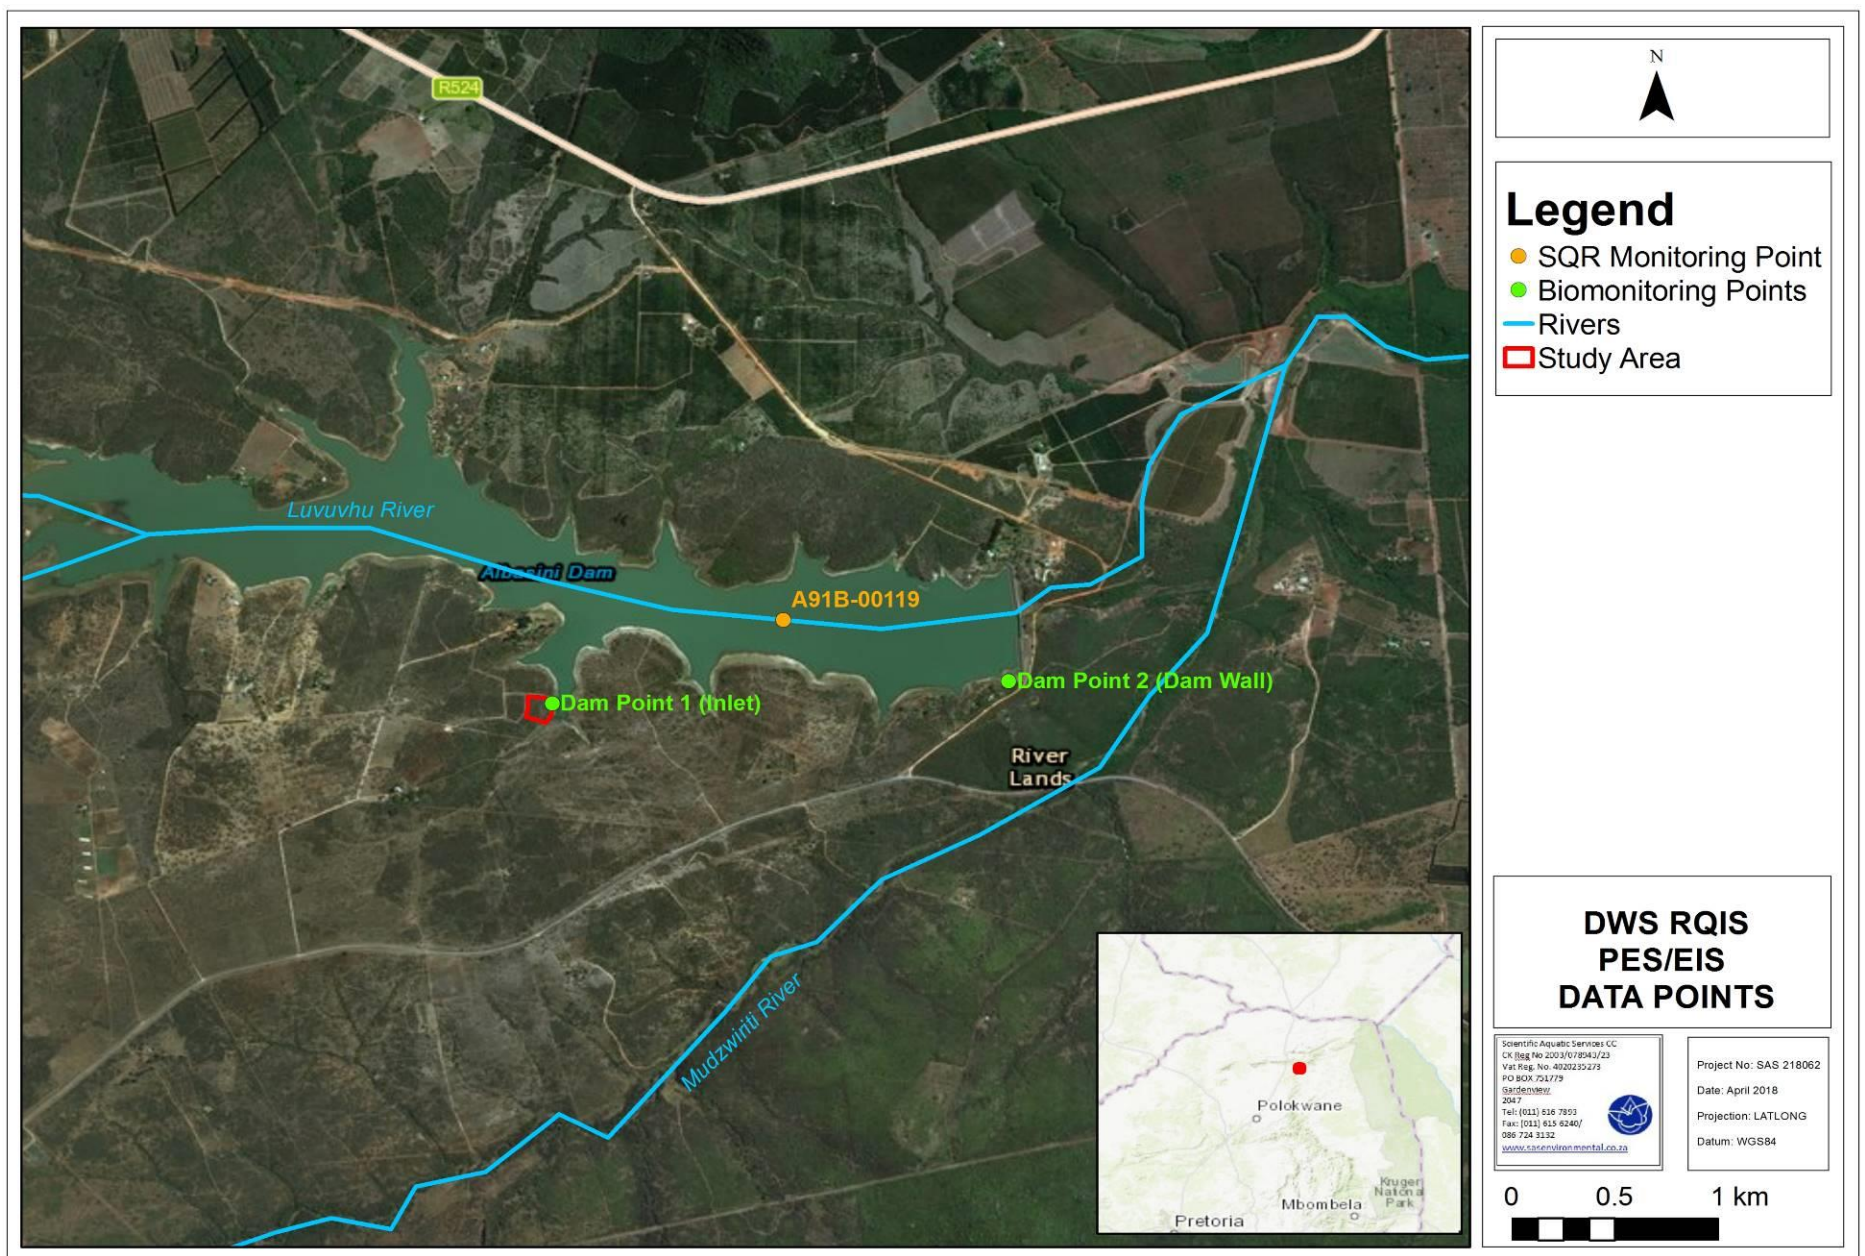 R524
Luvuvhu River
Albasini Dam
A91B-00119
Dam Point 1 (Inlet)
Dam Point 2 (Dam Wall)
River
Lands
Mudzwiriti River
Polokwane
Kruger
National
Park
Mbombela
Pretoria
N
Legend
SQR Monitoring Point
Biomonitoring Points
Rivers
Study Area
DWS RQIS
PES/EIS
DATA POINTS
Scientific Aquatic Services CC
CK Reg No 2003/078943/23
Vat Reg. No. 4020235273
PO BOX 751779
Gardenview
2047
Tel: (011) 616 7893
Fax: (011) 615 6240/
086 724 3132
www.sasenvironmental.co.za
Project No: SAS 218062
Date: April 2018
Projection: LATLONG
Datum: WGS84
0 0.5 1 km